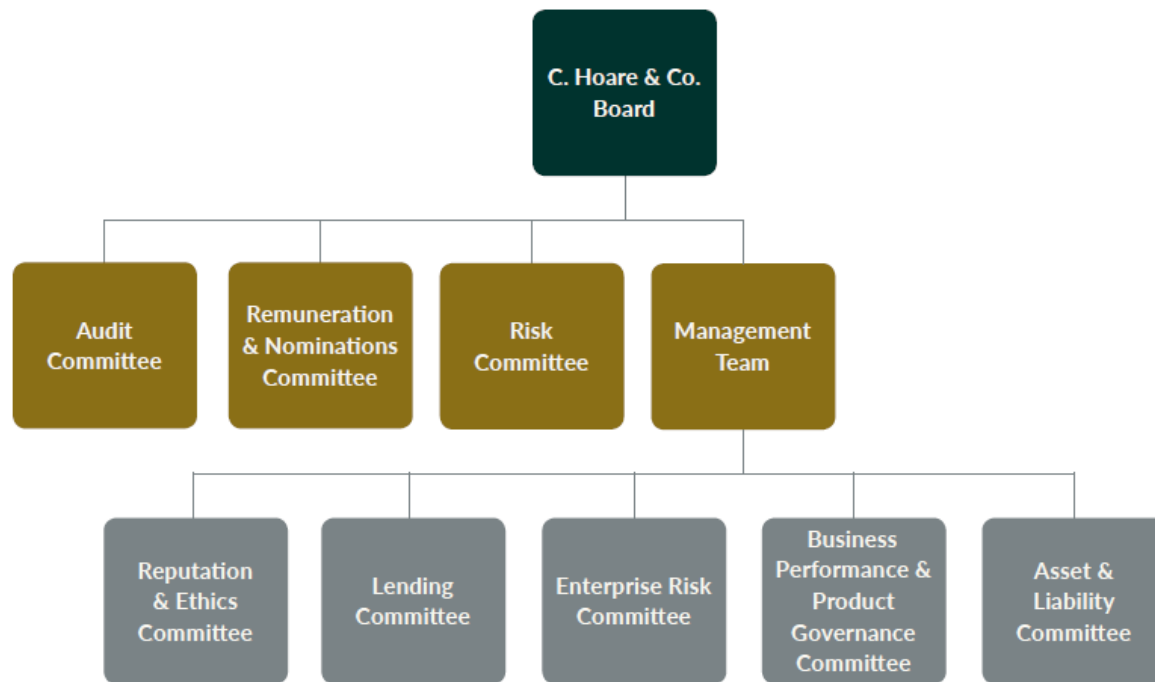 C. Hoare & Co.
Board
Audit
Committee
Remuneration
& Nominations
Committee
Risk
Committee
Management
Team
Reputation
& Ethics
Committee
Lending
Committee
Enterprise Risk
Committee
Business
Performance &
Product
Governance
Committee
Asset &
Liability
Committee